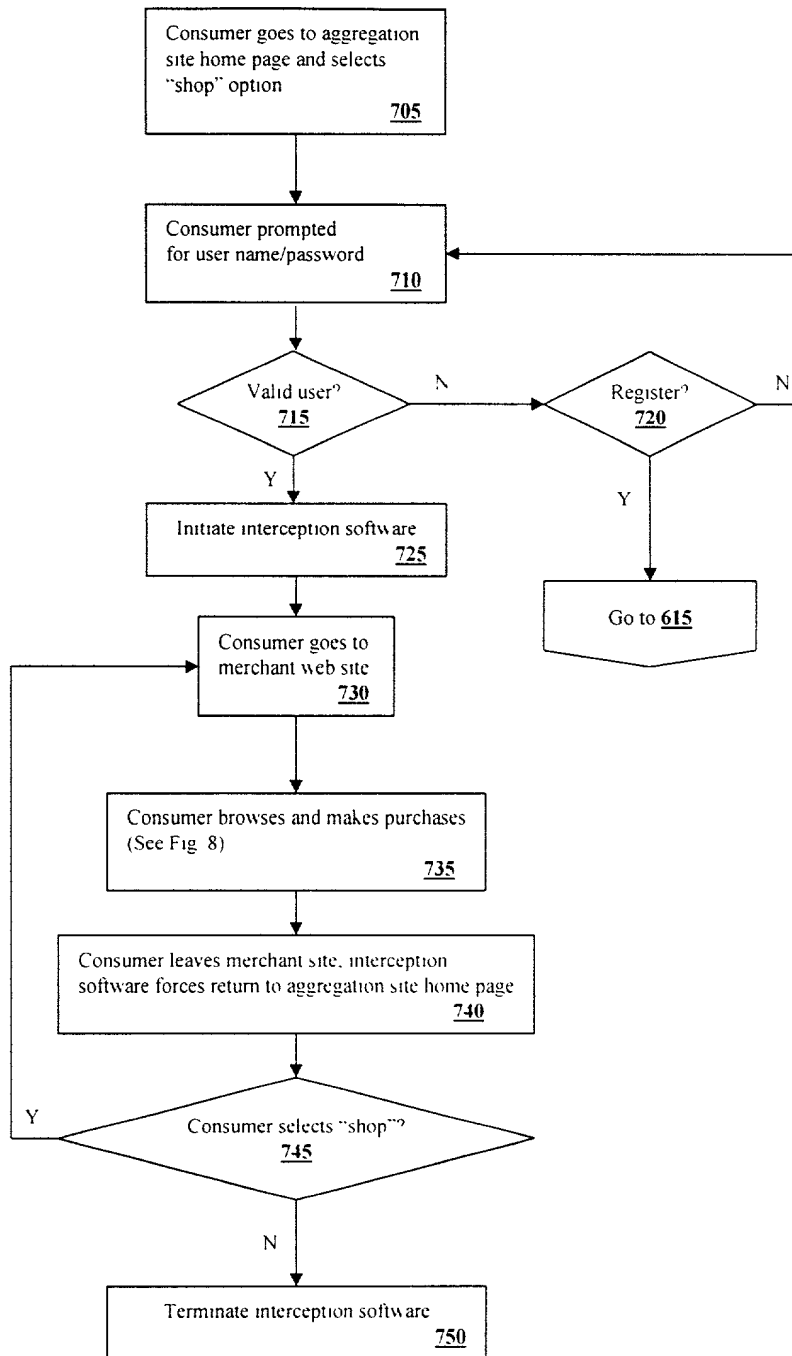 Consumer goes to aggregation
site home page and selects
“shop” option
705
Consumer prompted
for user name/password
710
Valid user?
715
N
Register?
720
N
Y
Y
Initiate interception software
725
Go to 615
Consumer goes to
merchant web site
730
Consumer browses and makes purchases
(See Fig 8)
735
Consumer leaves merchant site, interception
software forces return to aggregation site home page
740
Y
Consumer selects “shop”?
745
N
Terminate interception software
750